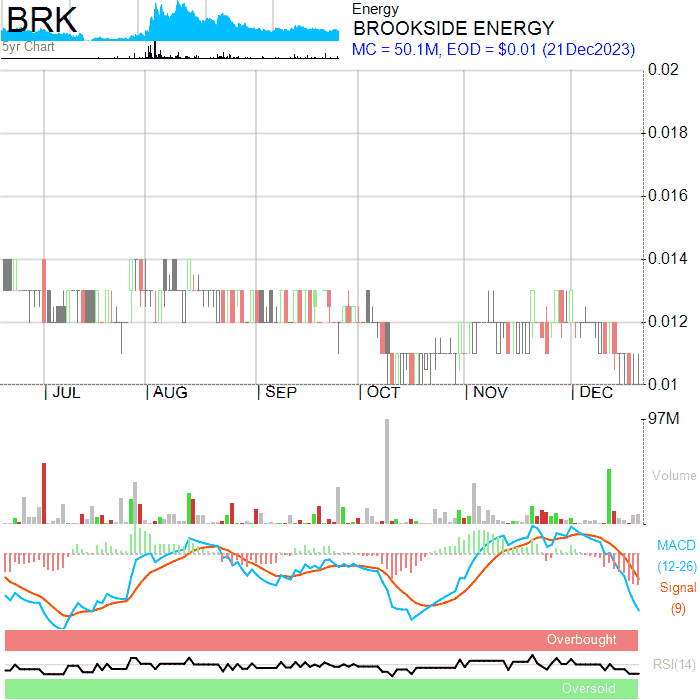 BRK
5yr Chart
Energy
BROOKSIDE ENERGY
MC = 50.1M, EOD = $0.01 (21Dec2023)
0.02
0.018
0.016
0.014
0.012
0.01
JUL AUG SEP OCT NOV DEC
97M
Volume
MACD
(12-26)
Signal
(9)
Overbought
RSI(14)
Oversold